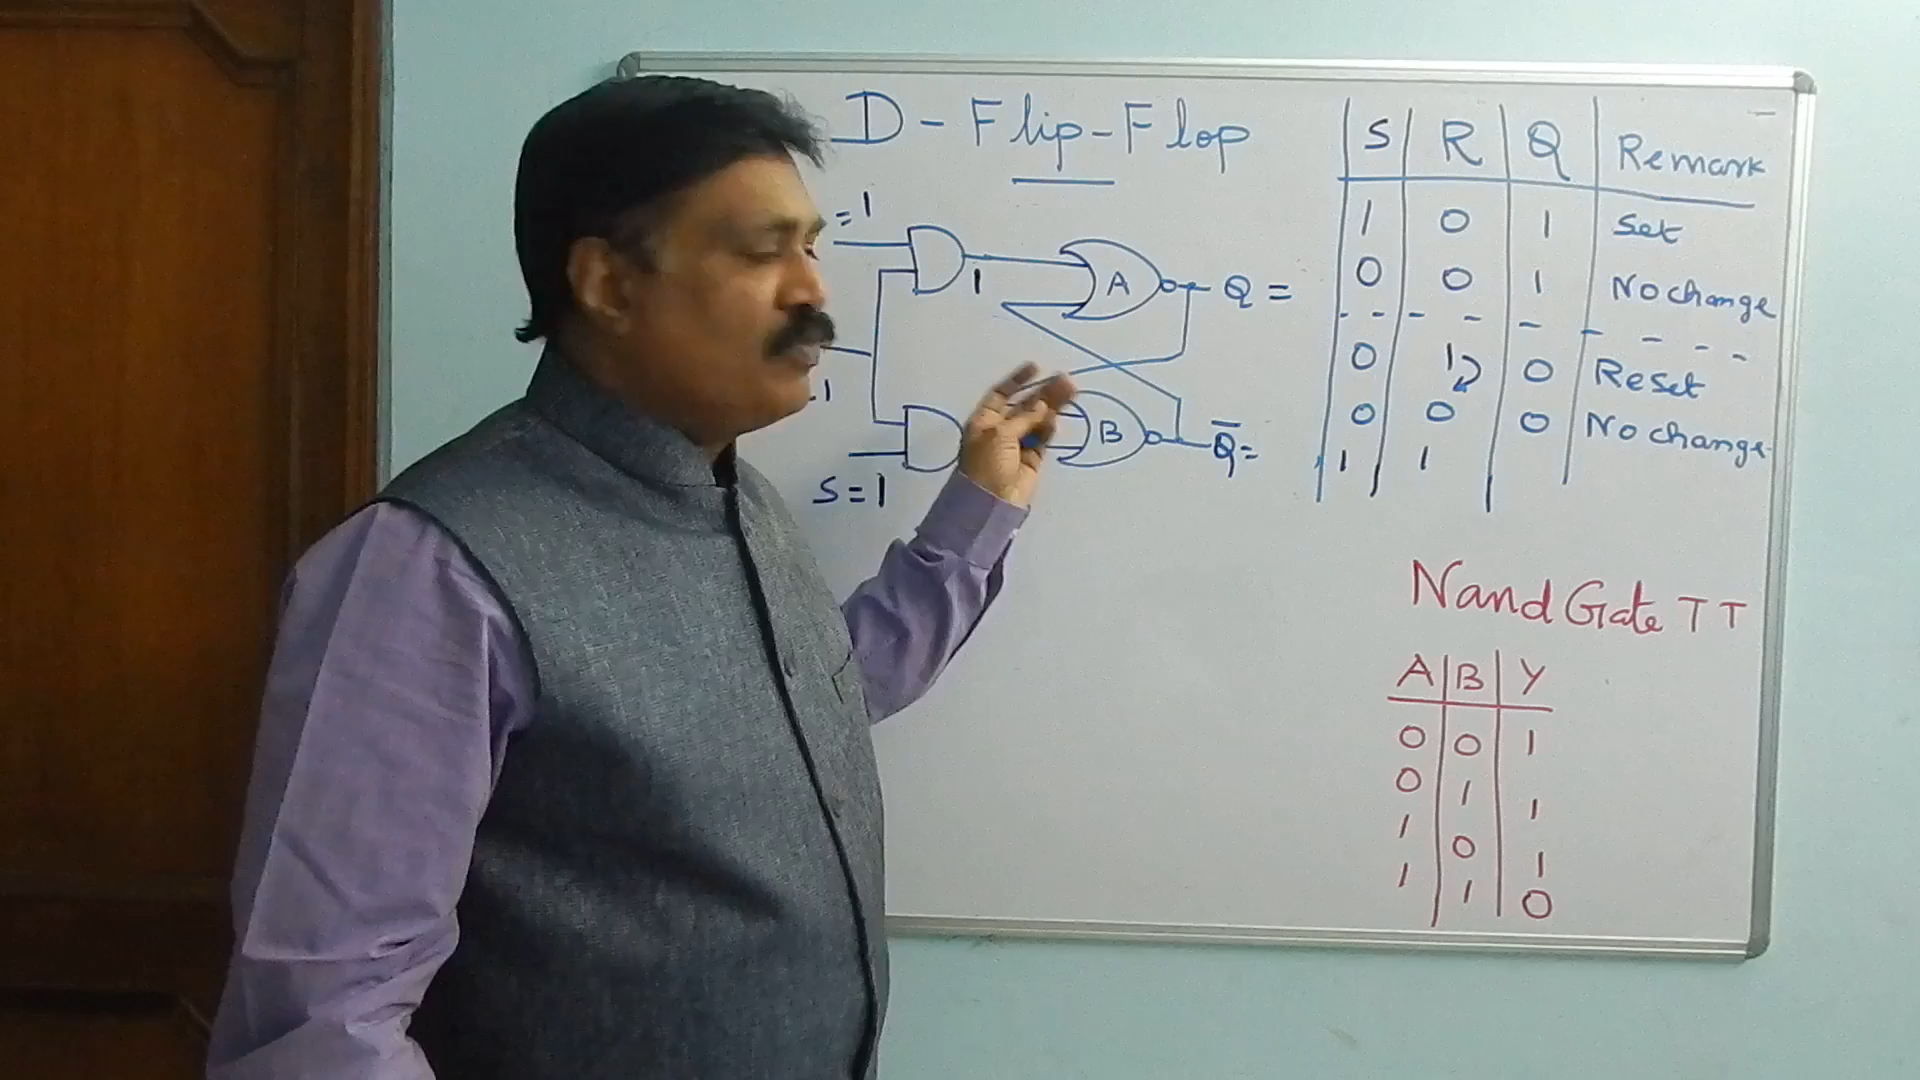 D-Flip-Flop
=1
1
A
Q =
1
B
Q̅=
S=1
S R Q Remark
1 0 1 Set
0 0 1 No change
0 1 0 Reset
0 0 0 No change
1 1
Nand Gate TT
A B Y
0 0 1
0 1 1
1 0 1
1 1 0